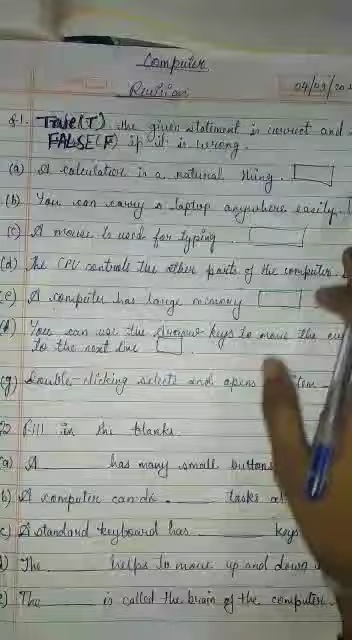 Computer
Revision
04/03/20
Q.1. True(T) the given statement is correct and
FALSE(F) if it is wrong.
(a) A calculator is a natural thing.
(b) You can carry a laptop anywhere easily.
(c) A mouse is used for typing.
(d) The CPU controls the other parts of the computer.
(e) A computer has large memory
(f) You can use the arrow keys to move the
to the next line
(g) Double-clicking selects and opens
2. Fill in the blanks
(a) A ______ has many small buttons
b) A computer can do ______ tasks
c) A standard keyboard has ______ keys
d) The ______ helps to move up and down
e) The ______ is called the brain of the computer.